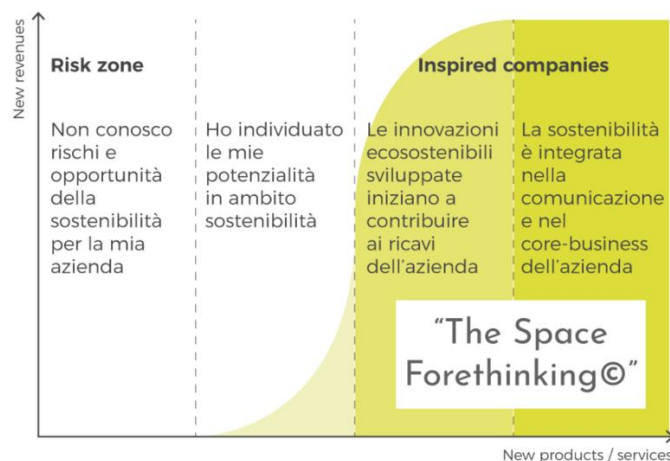 New revenues
Risk zone
Inspired companies
Non conosco
rischi e
opportunità
della
sostenibilità
per la mia
azienda
Ho individuato
le mie
potenzialità
in ambito
sostenibilità
Le innovazioni
ecosostenibili
sviluppate
iniziano a
contribuire
ai ricavi
dell’azienda
La sostenibilità
è integrata
nella
comunicazione
e nel
core-business
dell’azienda
“The Space
Forethinking©”
New products / services